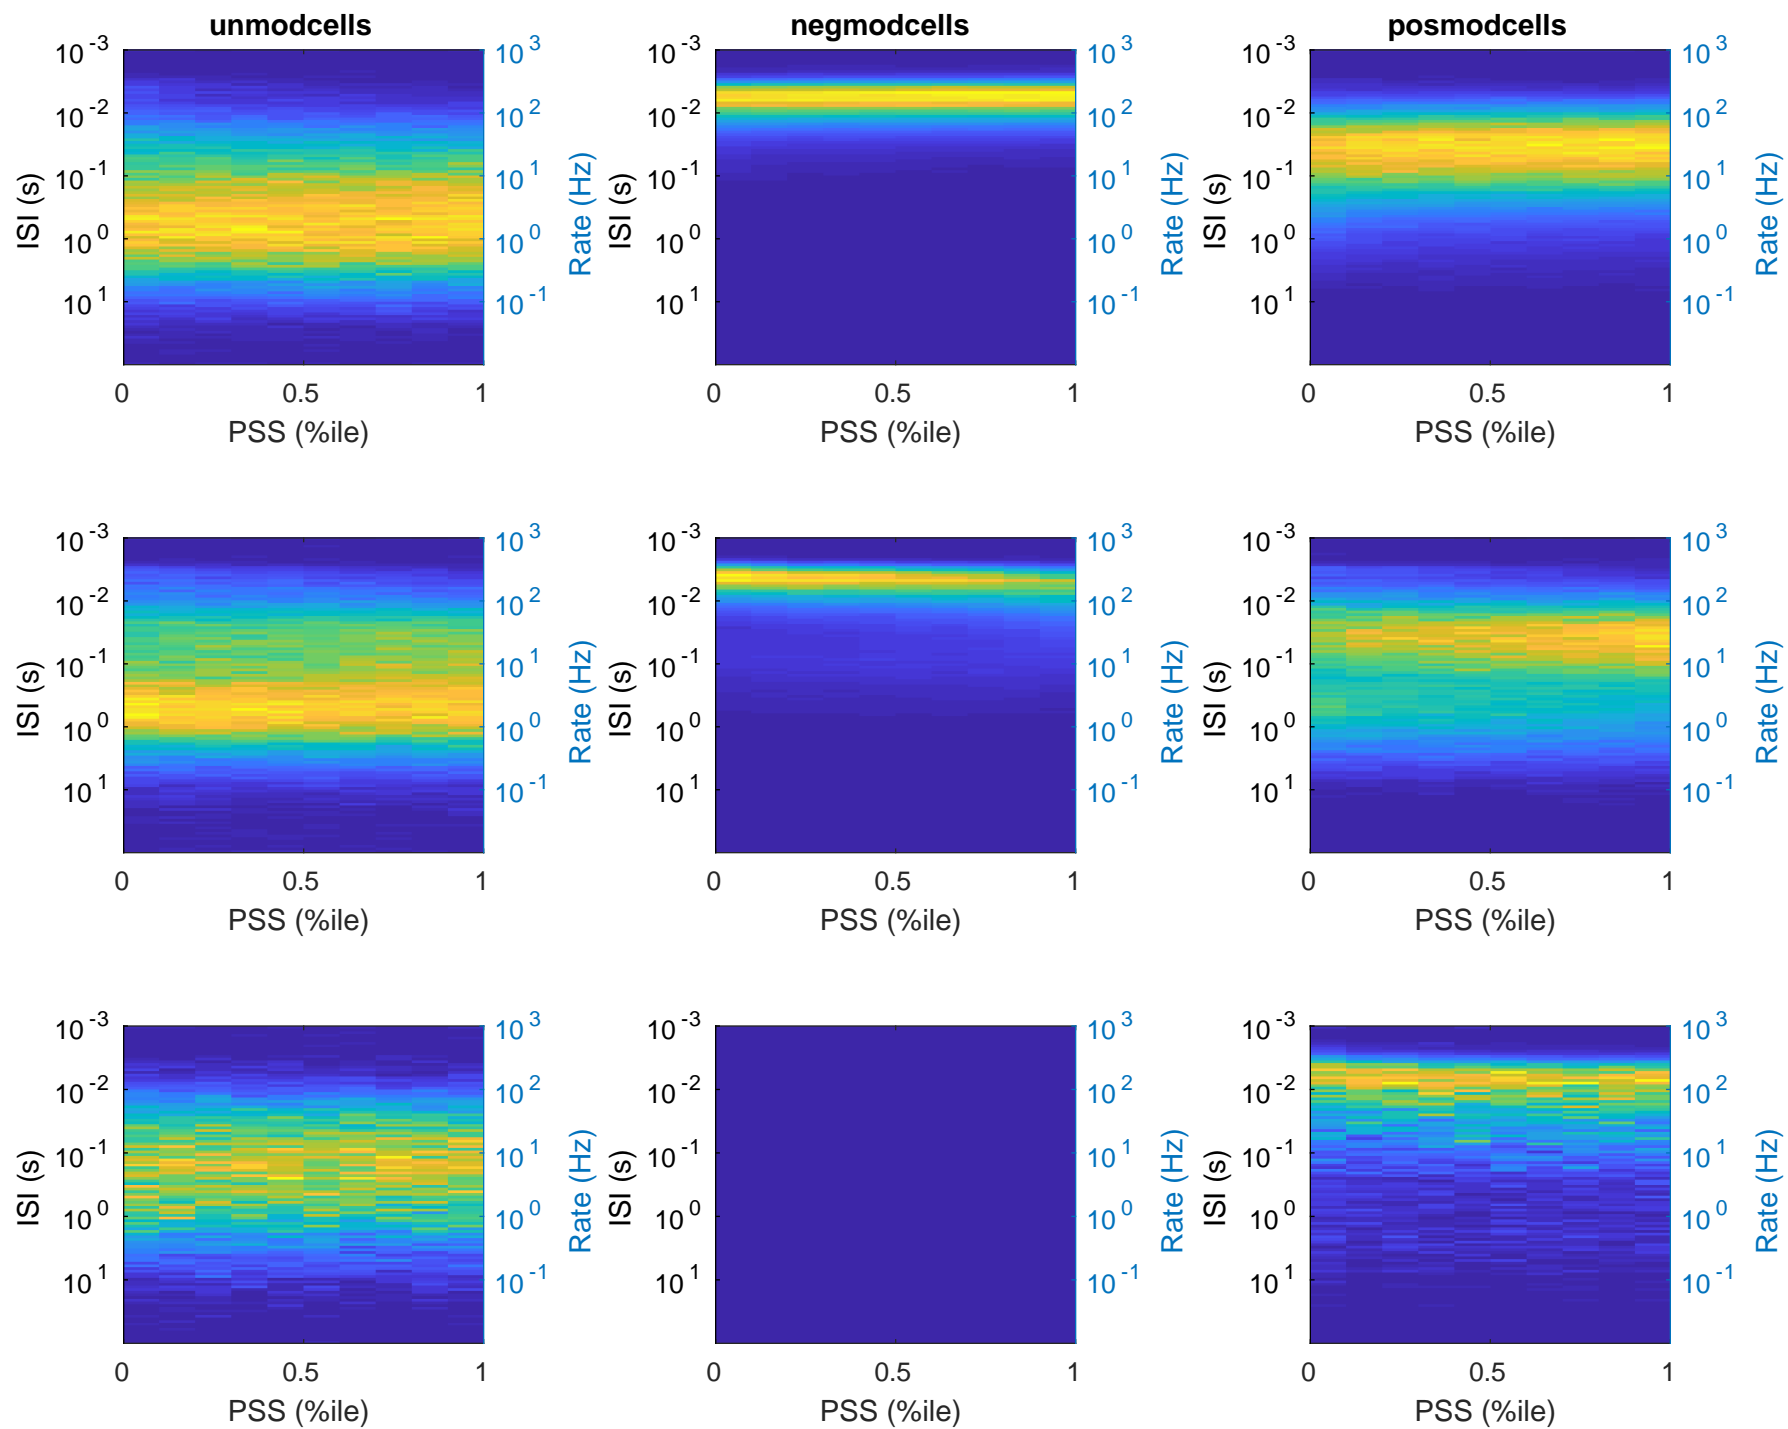 unmodcells negmodcells posmodcells
10^-3 10^3 10^-3 10^3 10^-3 10^3
10^-2 10^2 10^-2 10^2 10^-2 10^2
10^-1 10^1 10^-1 10^1 10^-1 10^1
10^0 10^0 10^0 10^0 10^0 10^0
10^1 10^-1 10^1 10^-1 10^1 10^-1
ISI (s) Rate (Hz) ISI (s) Rate (Hz) ISI (s) Rate (Hz)
0 0.5 1 0 0.5 1 0 0.5 1
PSS (%ile) PSS (%ile) PSS (%ile)
10^-3 10^3 10^-3 10^3 10^-3 10^3
10^-2 10^2 10^-2 10^2 10^-2 10^2
10^-1 10^1 10^-1 10^1 10^-1 10^1
10^0 10^0 10^0 10^0 10^0 10^0
10^1 10^-1 10^1 10^-1 10^1 10^-1
ISI (s) Rate (Hz) ISI (s) Rate (Hz) ISI (s) Rate (Hz)
0 0.5 1 0 0.5 1 0 0.5 1
PSS (%ile) PSS (%ile) PSS (%ile)
10^-3 10^3 10^-3 10^3 10^-3 10^3
10^-2 10^2 10^-2 10^2 10^-2 10^2
10^-1 10^1 10^-1 10^1 10^-1 10^1
10^0 10^0 10^0 10^0 10^0 10^0
10^1 10^-1 10^1 10^-1 10^1 10^-1
ISI (s) Rate (Hz) ISI (s) Rate (Hz) ISI (s) Rate (Hz)
0 0.5 1 0 0.5 1 0 0.5 1
PSS (%ile) PSS (%ile) PSS (%ile)